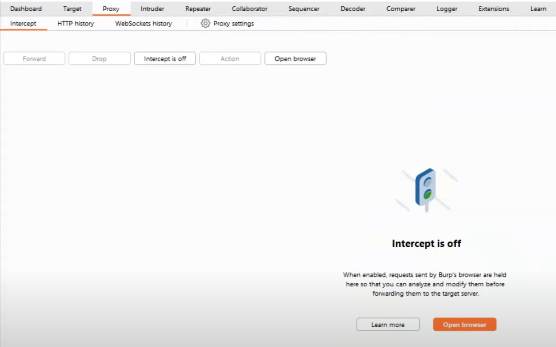 Dashboard Target Proxy Intruder Repeater Collaborator Sequencer Decoder Comparer Logger Extensions Learn
Intercept HTTP history WebSockets history Proxy settings
Forward Drop Intercept is off Action Open browser
Intercept is off
When enabled, requests sent by Burp's browser are held
here so that you can analyze and modify them before
forwarding them to the target server.
Learn more Open browser